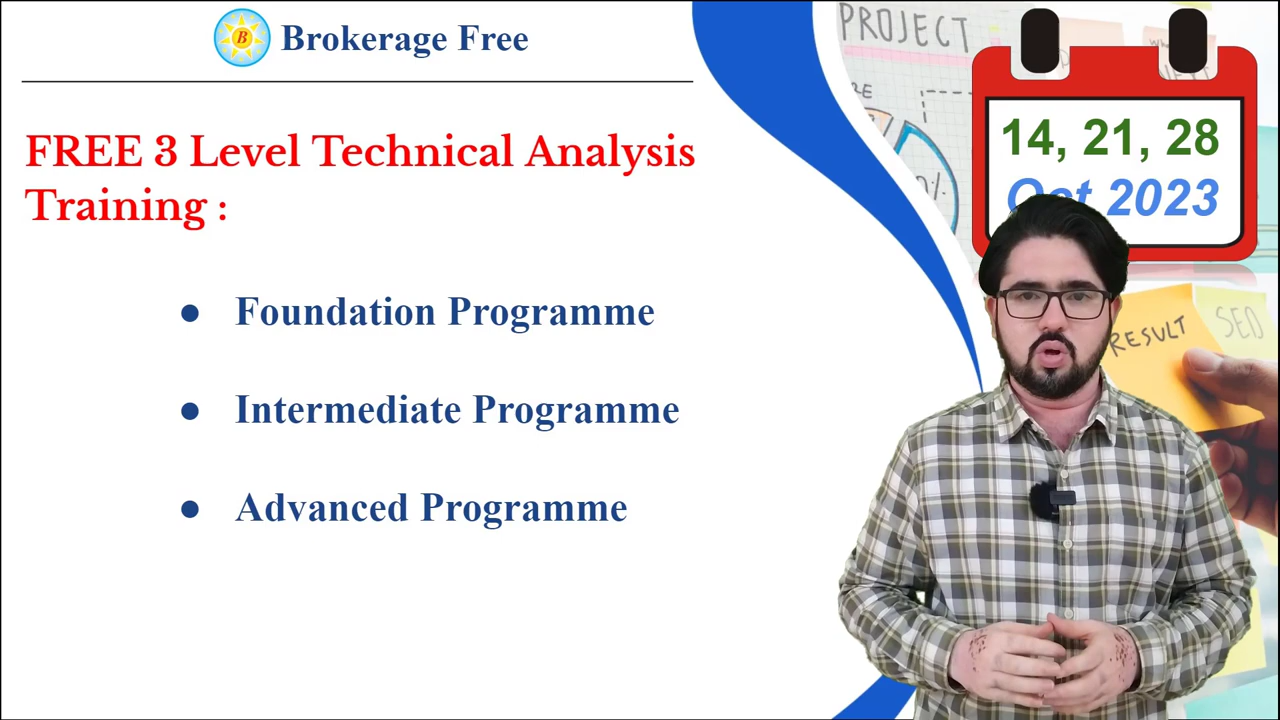 B
Brokerage Free
FREE 3 Level Technical Analysis
Training :
● Foundation Programme
● Intermediate Programme
● Advanced Programme
PROJECT
14, 21, 28
Oct 2023
RESULT
SEO